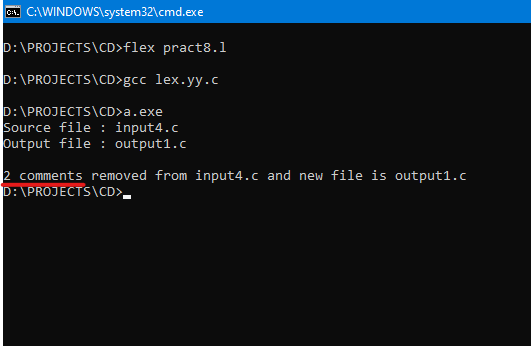 C:\WINDOWS\system32\cmd.exe
D:\PROJECTS\CD>flex pract8.l
D:\PROJECTS\CD>gcc lex.yy.c
D:\PROJECTS\CD>a.exe
Source file : input4.c
Output file : output1.c
2 comments removed from input4.c and new file is output1.c
D:\PROJECTS\CD>